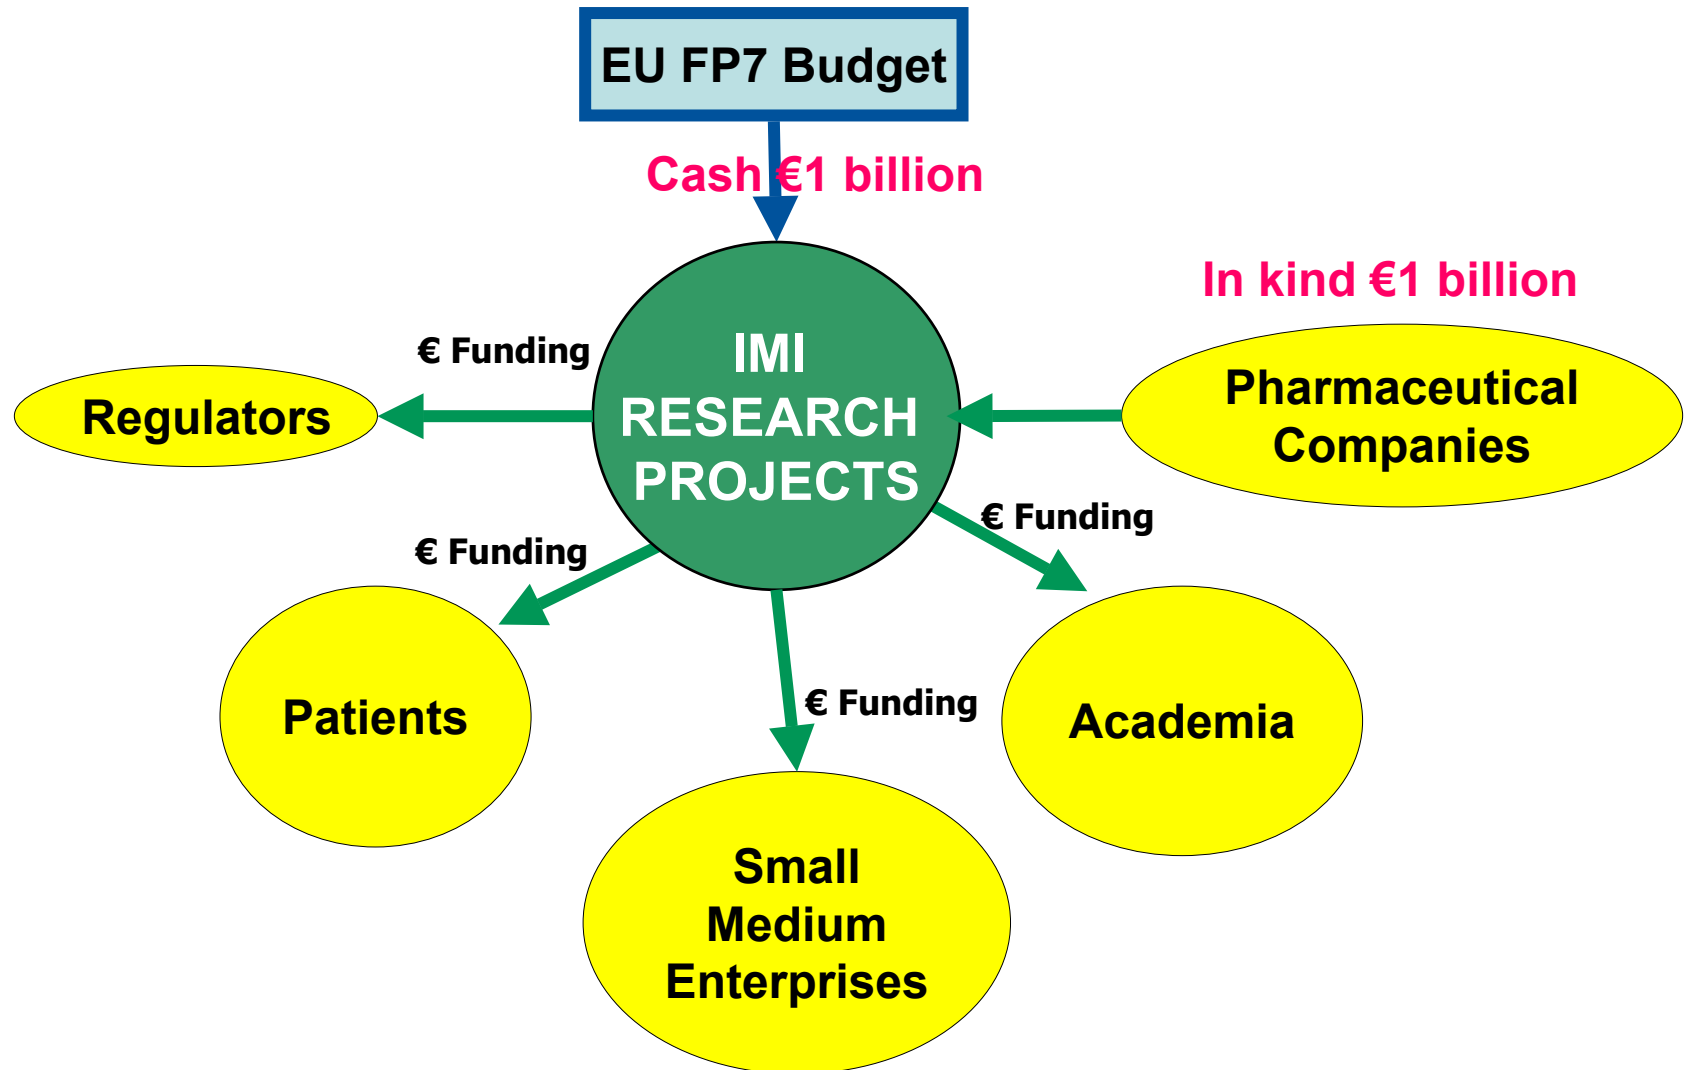 EU FP7 Budget
Cash €1 billion
In kind €1 billion
€ Funding
IMI
RESEARCH
PROJECTS
Regulators
Pharmaceutical
Companies
€ Funding
€ Funding
Patients
€ Funding
Academia
Small
Medium
Enterprises